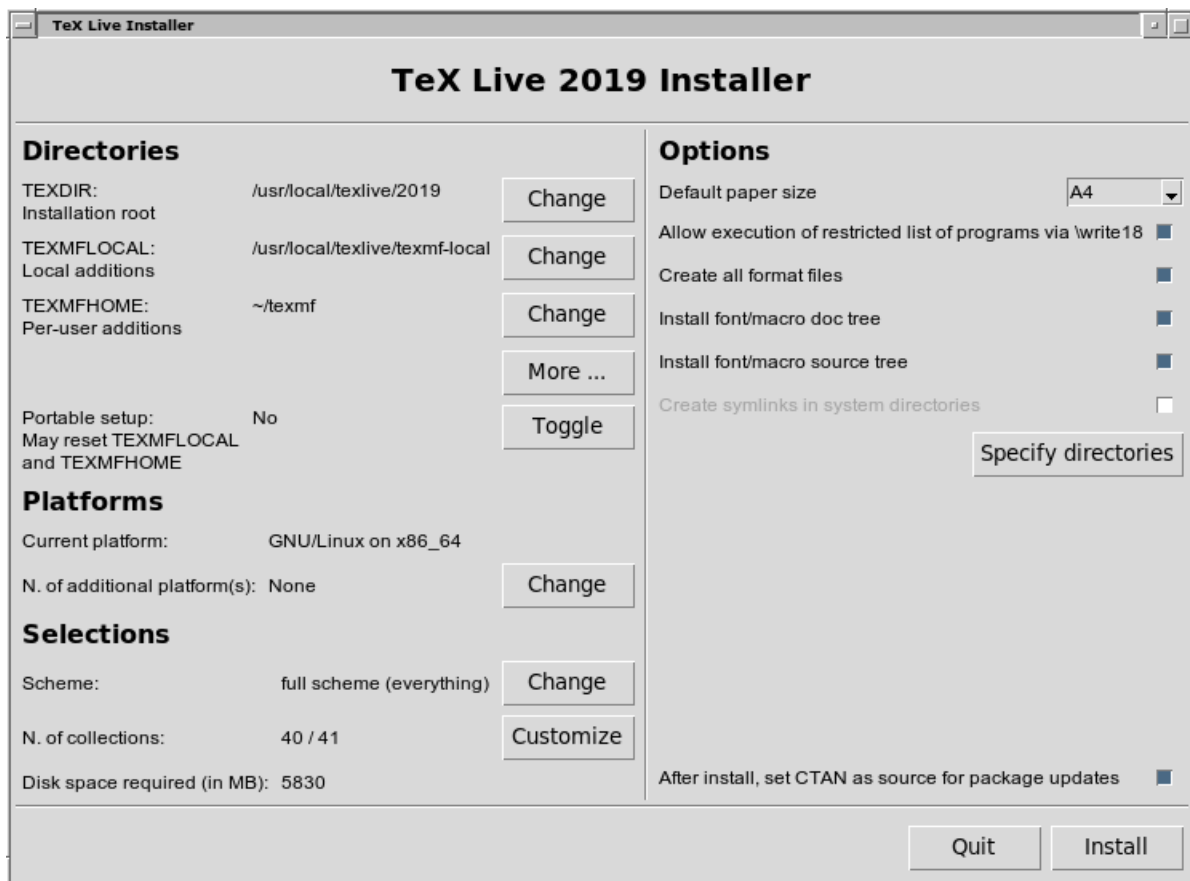 TeX Live Installer
TeX Live 2019 Installer
Directories
TEXDIR: /usr/local/texlive/2019 Change
Installation root
TEXMFLOCAL: /usr/local/texlive/texmf-local Change
Local additions
TEXMFHOME: ~/texmf Change
Per-user additions
More ...
Portable setup: No Toggle
May reset TEXMFLOCAL
and TEXMFHOME
Platforms
Current platform: GNU/Linux on x86_64
N. of additional platform(s): None Change
Selections
Scheme: full scheme (everything) Change
N. of collections: 40 / 41 Customize
Disk space required (in MB): 5830
Options
Default paper size A4
Allow execution of restricted list of programs via \write18
Create all format files
Install font/macro doc tree
Install font/macro source tree
Create symlinks in system directories
Specify directories
After install, set CTAN as source for package updates
Quit Install